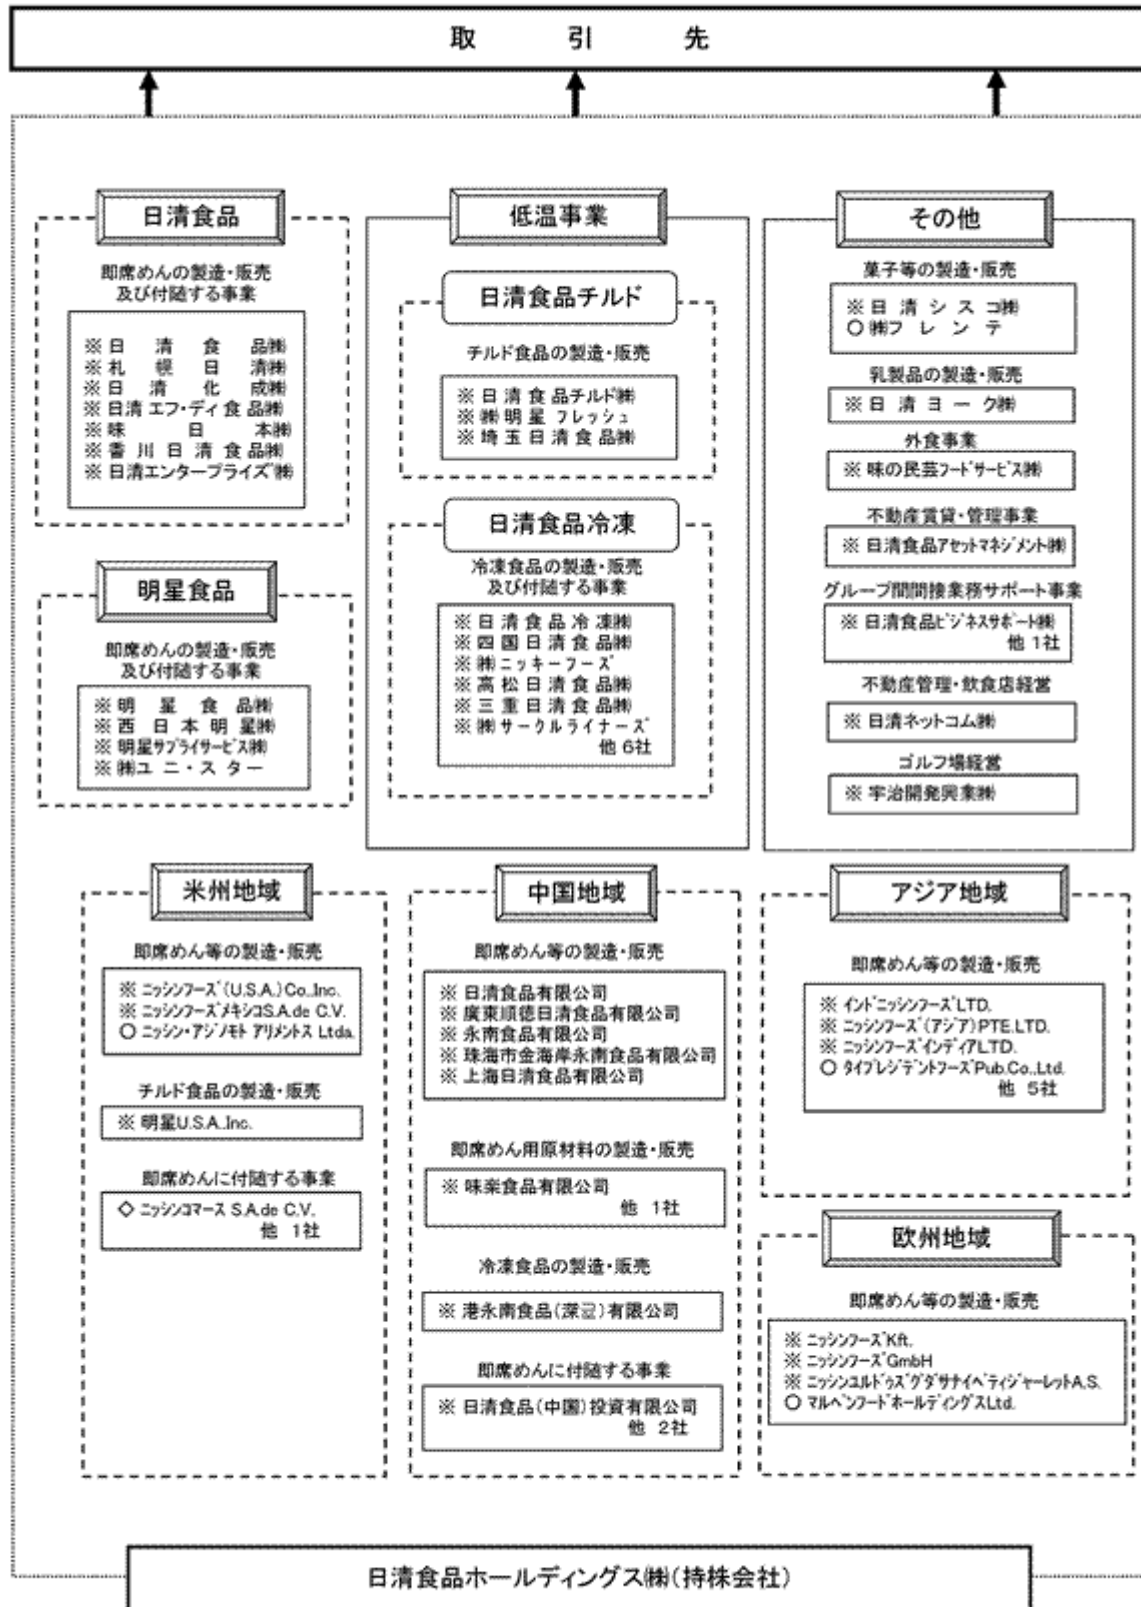 取引先
日清食品
即席めんの製造・販売
及び付随する事業
※日清食品㈱
※札幌日清㈱
※日清化成㈱
※日清エフ・ディ食品㈱
※味日本㈱
※香川日清食品㈱
※日清エンタープライズ㈱
明星食品
即席めんの製造・販売
及び付随する事業
※明星食品㈱
※西日本明星㈱
※明星サプライサービス㈱
※㈱ユニ・スター
低温事業
日清食品チルド
チルド食品の製造・販売
※日清食品チルド㈱
※㈱明星フレッシュ
※埼玉日清食品㈱
日清食品冷凍
冷凍食品の製造・販売
及び付随する事業
※日清食品冷凍㈱
※四国日清食品㈱
※㈱ニッキーフーズ
※高松日清食品㈱
※三重日清食品㈱
※㈱サークルライナーズ
他 6社
その他
菓子等の製造・販売
※日清シスコ㈱
○㈱フレンテ
乳製品の製造・販売
※日清ヨーク㈱
外食事業
※味の民芸フードサービス㈱
不動産賃貸・管理事業
※日清食品アセットマネジメント㈱
グループ間間接業務サポート事業
※日清食品ビジネスサポート㈱
他 1社
不動産管理・飲食店経営
※日清ネットコム㈱
ゴルフ場経営
※宇治開発興業㈱
米州地域
即席めん等の製造・販売
※ニッシンフーズ(U.S.A.)Co.,Inc.
※ニッシンフーズメキシコS.A.de C.V.
○ニッシン・アジノモト アリメントス Ltda.
チルド食品の製造・販売
※明星U.S.A.,Inc.
即席めんに付随する事業
◇ニッシンコマース S.A.de C.V.
他 1社
中国地域
即席めん等の製造・販売
※日清食品有限公司
※廣東順徳日清食品有限公司
※永南食品有限公司
※珠海市金海岸永南食品有限公司
※上海日清食品有限公司
即席めん用原材料の製造・販売
※味楽食品有限公司
他 1社
冷凍食品の製造・販売
※港永南食品(深圳)有限公司
即席めんに付随する事業
※日清食品(中国)投資有限公司
他 2社
アジア地域
即席めん等の製造・販売
※インドニッシンフーズLTD.
※ニッシンフーズ(アジア)PTE.LTD.
※ニッシンフーズインディアLTD.
○タイプレジデントフーズPub.Co.,Ltd.
他 5社
欧州地域
即席めん等の製造・販売
※ニッシンフーズKft.
※ニッシンフーズGmbH
※ニッシンユルドゥズグダサナイベティジャーレットA.S.
○マルベンフードホールディングスLtd.
日清食品ホールディングス㈱(持株会社)